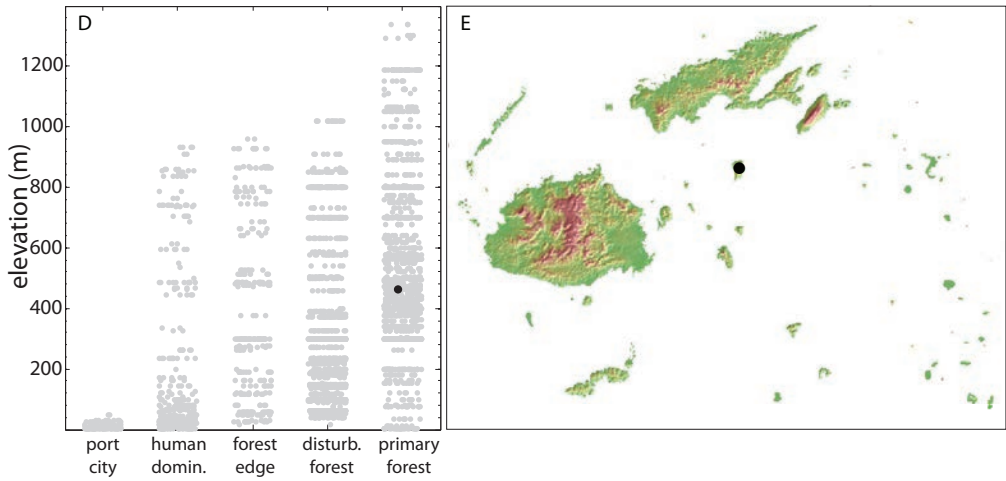 D
E
elevation (m)
1200
1000
800
600
400
200
port human forest disturb. primary
city domin. edge forest forest